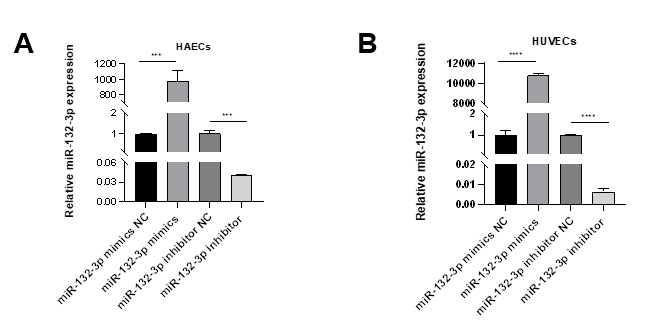 A
HAECs
Relative miR-132-3p expression
1200
1000
800
2
1
0.06
0.03
0.00
***
***
miR-132-3p mimics NC
miR-132-3p mimics
miR-132-3p inhibitor NC
miR-132-3p inhibitor
B
HUVECs
Relative miR-132-3p expression
12000
10000
8000
2
1
0.02
0.01
0.00
****
****
miR-132-3p mimics NC
miR-132-3p mimics
miR-132-3p inhibitor NC
miR-132-3p inhibitor